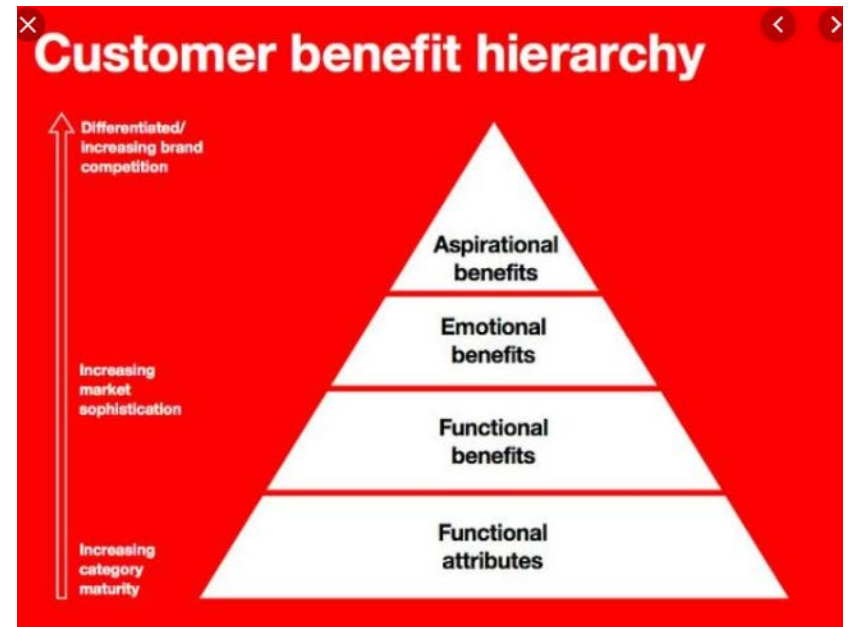 Customer benefit hierarchy
Differentiated/
increasing brand
competition
Aspirational
benefits
Emotional
benefits
Increasing
market
sophistication
Functional
benefits
Functional
attributes
Increasing
category
maturity